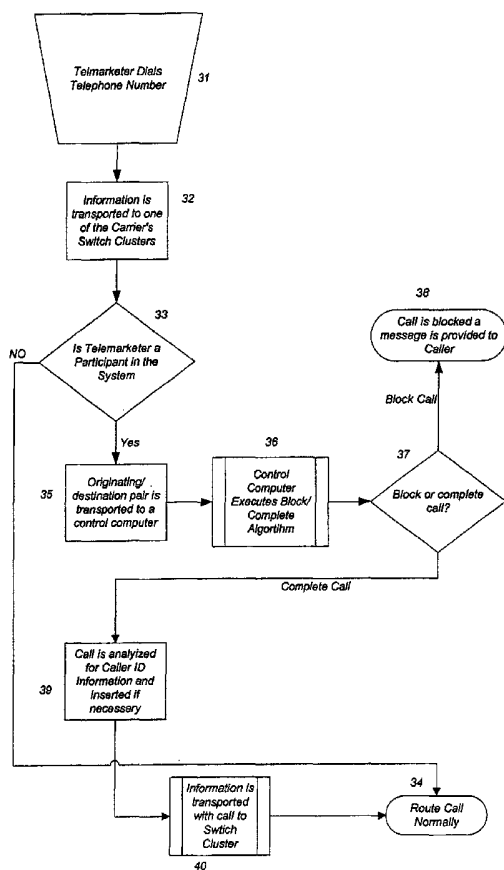 Telmarketer Dials
Telephone Number
31
Information is
transported to one
of the Carrier's
Switch Clusters
32
33
Is Telemarketer a
Participant in the
System
NO
Yes
38
Call is blocked a
message is provided to
Caller
Block Call
35
Originating/
destination pair is
transported to a
control computer
36
Control
Computer
Executes Block/
Complete
Algortihm
37
Block or complete
call?
Complete Call
39
Call is analyized
for Caller ID
Information and
inserted if
necessary
34
Route Call
Normally
Information is
transported
with call to
Swtich
Cluster
40